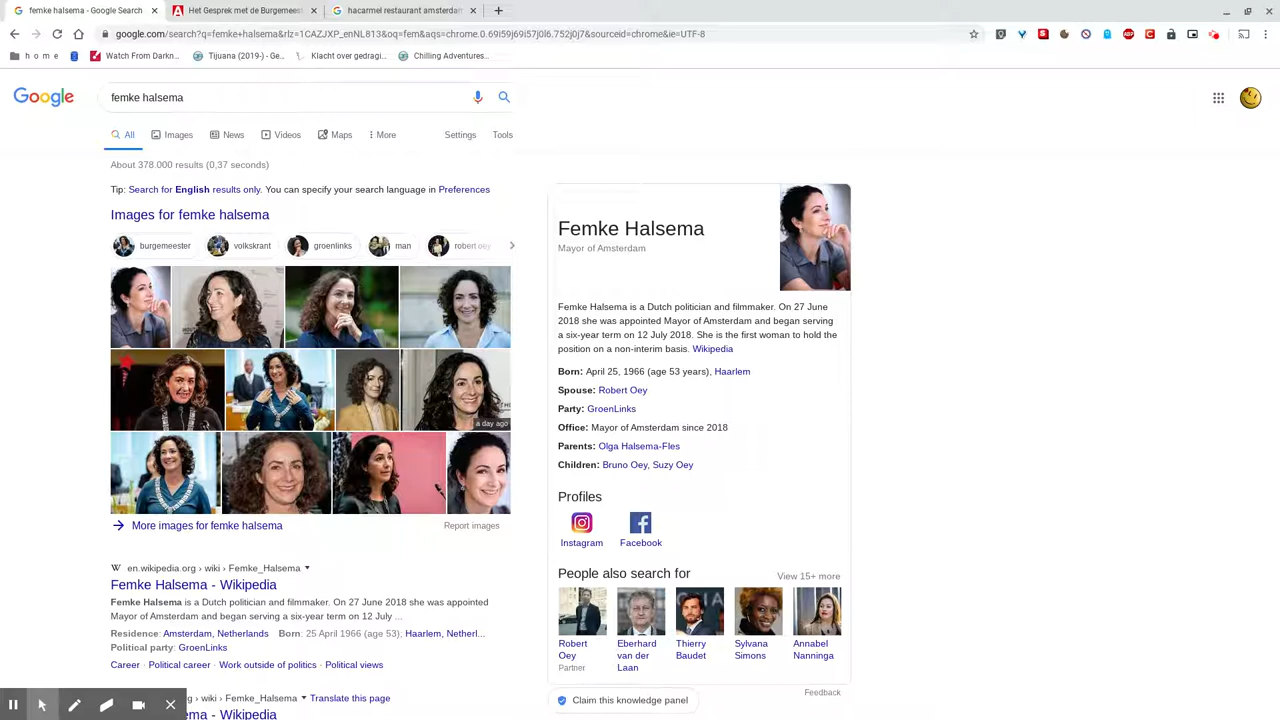 femke halsema - Google Search
Het Gesprek met de Burgemees
hacarmel restaurant amsterdam
google.com/search?q=femke+halsema&rlz=1CAZJXP_enNL813&oq=fem&aqs=chrome.0.69i59j69i57j0l6.752j0j7&sourceid=chrome&ie=UTF-8
h o m e
Watch From Darkn...
Tijuana (2019-) - Ge...
Klacht over gedragi...
Chilling Adventures...
Google
femke halsema
All Images News Videos Maps More Settings Tools
About 378.000 results (0,37 seconds)
Tip: Search for English results only. You can specify your search language in Preferences
Images for femke halsema
burgemeester volkskrant groenlinks man robert oey
a day ago
More images for femke halsema
Report images
en.wikipedia.org › wiki › Femke_Halsema
Femke Halsema - Wikipedia
Femke Halsema is a Dutch politician and filmmaker. On 27 June 2018 she was appointed
Mayor of Amsterdam and began serving a six-year term on 12 July ...
Residence: Amsterdam, Netherlands Born: 25 April 1966 (age 53); Haarlem, Netherl...
Political party: GroenLinks
Career · Political career · Work outside of politics · Political views
.org › wiki › Femke_Halsema Translate this page
ema - Wikipedia
Femke Halsema
Mayor of Amsterdam
Femke Halsema is a Dutch politician and filmmaker. On 27 June
2018 she was appointed Mayor of Amsterdam and began serving
a six-year term on 12 July 2018. She is the first woman to hold the
position on a non-interim basis. Wikipedia
Born: April 25, 1966 (age 53 years), Haarlem
Spouse: Robert Oey
Party: GroenLinks
Office: Mayor of Amsterdam since 2018
Parents: Olga Halsema-Fles
Children: Bruno Oey, Suzy Oey
Profiles
Instagram
Facebook
People also search for
View 15+ more
Robert
Oey
Partner
Eberhard
van der
Laan
Thierry
Baudet
Sylvana
Simons
Annabel
Nanninga
Claim this knowledge panel
Feedback